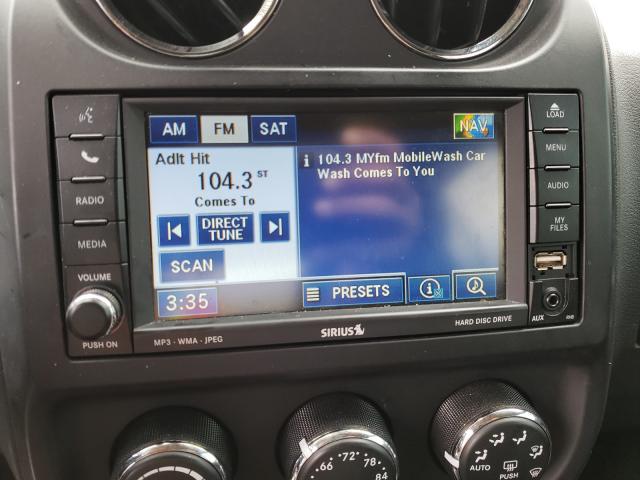 LOAD
AM FM SAT NAV
MENU
Adlt Hit
104.3 ST
Comes To
i 104.3 MYfm MobileWash Car
Wash Comes To You
RADIO
AUDIO
DIRECT
TUNE
MEDIA
MY
FILES
SCAN
VOLUME
3:35
PRESETS
i
PUSH ON
MP3 - WMA - JPEG
SIRIUS
HARD DISC DRIVE
AUX
RHB
66 72 78 84
AUTO
PUSH